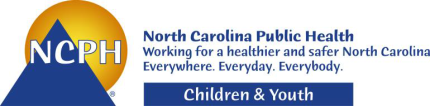 NCPH
®
North Carolina Public Health
Working for a healthier and safer North Carolina
Everywhere. Everyday. Everybody.
Children & Youth